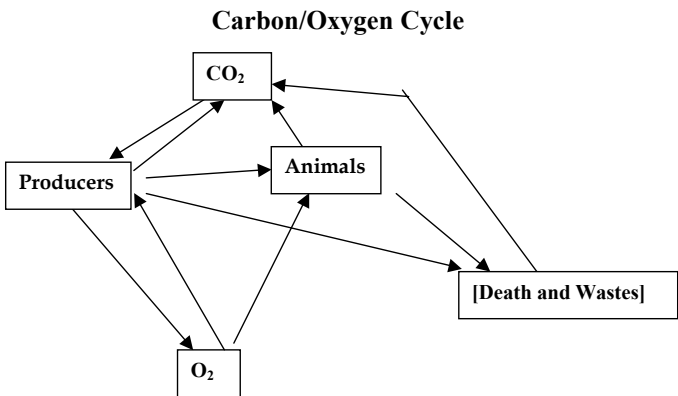 Carbon/Oxygen Cycle
CO₂
Animals
Producers
[Death and Wastes]
O₂